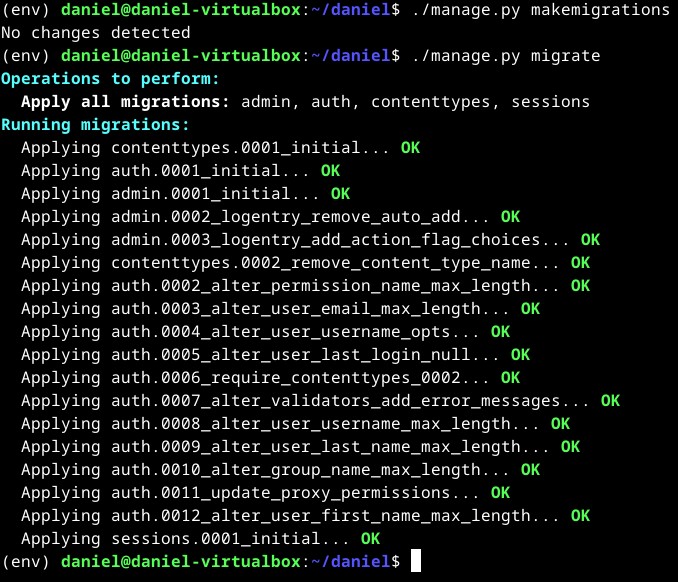 (env) daniel@daniel-virtualbox:~/daniel$ ./manage.py makemigrations
No changes detected
(env) daniel@daniel-virtualbox:~/daniel$ ./manage.py migrate
Operations to perform:
  Apply all migrations: admin, auth, contenttypes, sessions
Running migrations:
  Applying contenttypes.0001_initial... OK
  Applying auth.0001_initial... OK
  Applying admin.0001_initial... OK
  Applying admin.0002_logentry_remove_auto_add... OK
  Applying admin.0003_logentry_add_action_flag_choices... OK
  Applying contenttypes.0002_remove_content_type_name... OK
  Applying auth.0002_alter_permission_name_max_length... OK
  Applying auth.0003_alter_user_email_max_length... OK
  Applying auth.0004_alter_user_username_opts... OK
  Applying auth.0005_alter_user_last_login_null... OK
  Applying auth.0006_require_contenttypes_0002... OK
  Applying auth.0007_alter_validators_add_error_messages... OK
  Applying auth.0008_alter_user_username_max_length... OK
  Applying auth.0009_alter_user_last_name_max_length... OK
  Applying auth.0010_alter_group_name_max_length... OK
  Applying auth.0011_update_proxy_permissions... OK
  Applying auth.0012_alter_user_first_name_max_length... OK
  Applying sessions.0001_initial... OK
(env) daniel@daniel-virtualbox:~/daniel$